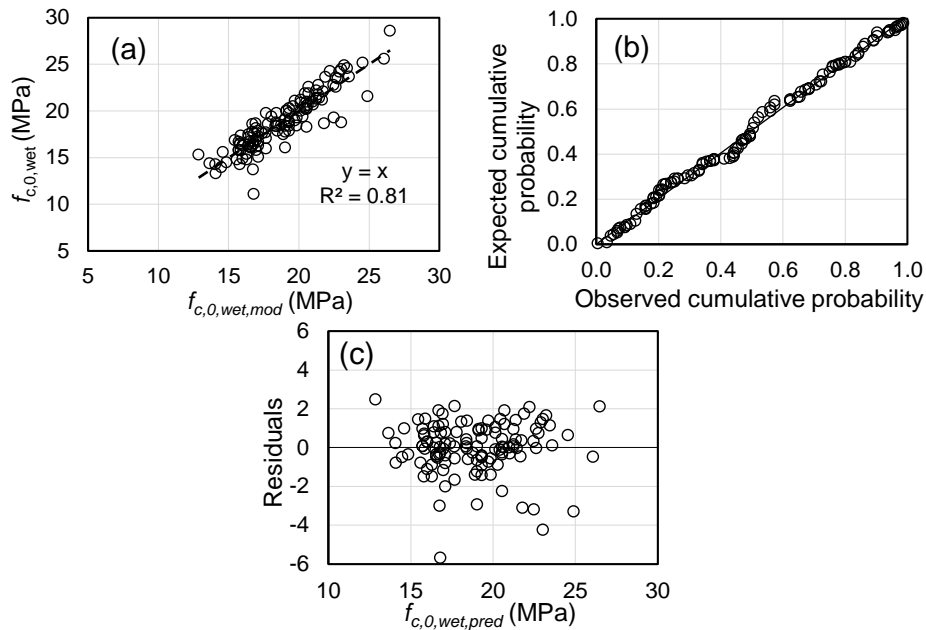 (a)
30
25
20
15
10
5
f c,0,wet (MPa)
y = x
R² = 0.81
5 10 15 20 25 30
f c,0,wet,mod (MPa)
(b)
1.0
0.8
0.6
0.4
0.2
0.0
Expected cumulative
probability
0.0 0.2 0.4 0.6 0.8 1.0
Observed cumulative probability
(c)
6
4
2
0
-2
-4
-6
Residuals
10 15 20 25 30
f c,0,wet,pred (MPa)